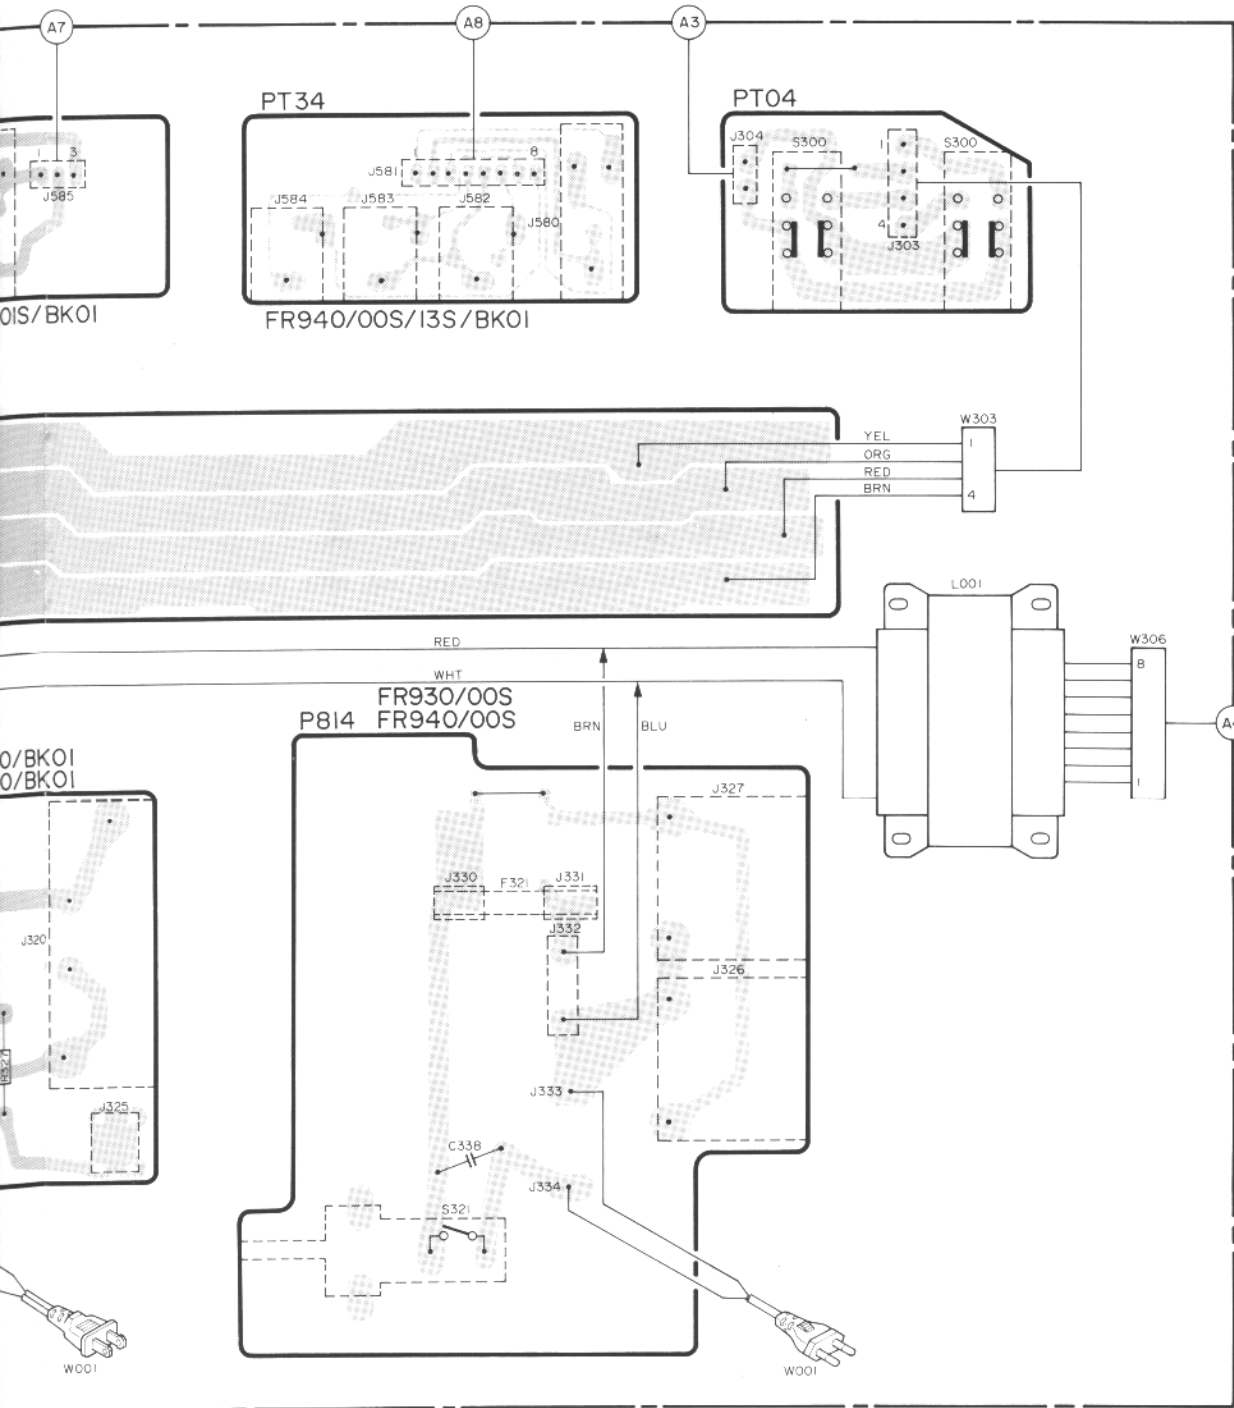 A7
A8
A3
PT34
PT04
1 3
J585
J581
1 8
J584 J583 J582
J580
J304
S300
1
S300
4
J303
01S/BK01
FR940/00S/13S/BK01
W303
YEL
1
ORG
RED
BRN
4
L001
RED
W306
8
WHT
FR930/00S
P814 FR940/00S
BRN
BLU
1
0/BK01
0/BK01
J327
J330 F321 J331
J332
J320
J326
R327
J333
J325
C338
J334
S321
W001
W001